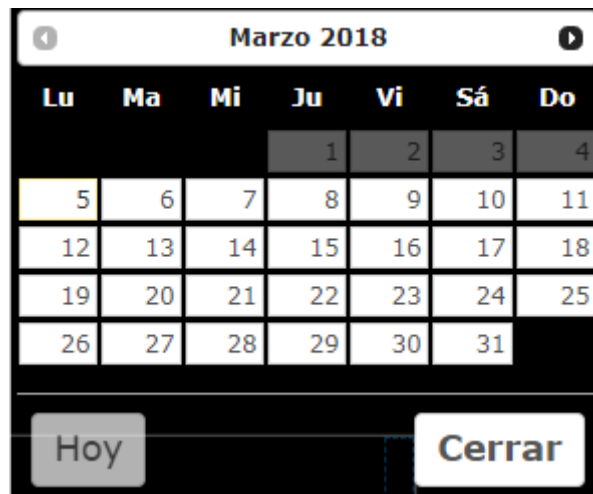 Marzo 2018
Lu Ma Mi Ju Vi Sá Do
1 2 3 4
5 6 7 8 9 10 11
12 13 14 15 16 17 18
19 20 21 22 23 24 25
26 27 28 29 30 31
Hoy Cerrar